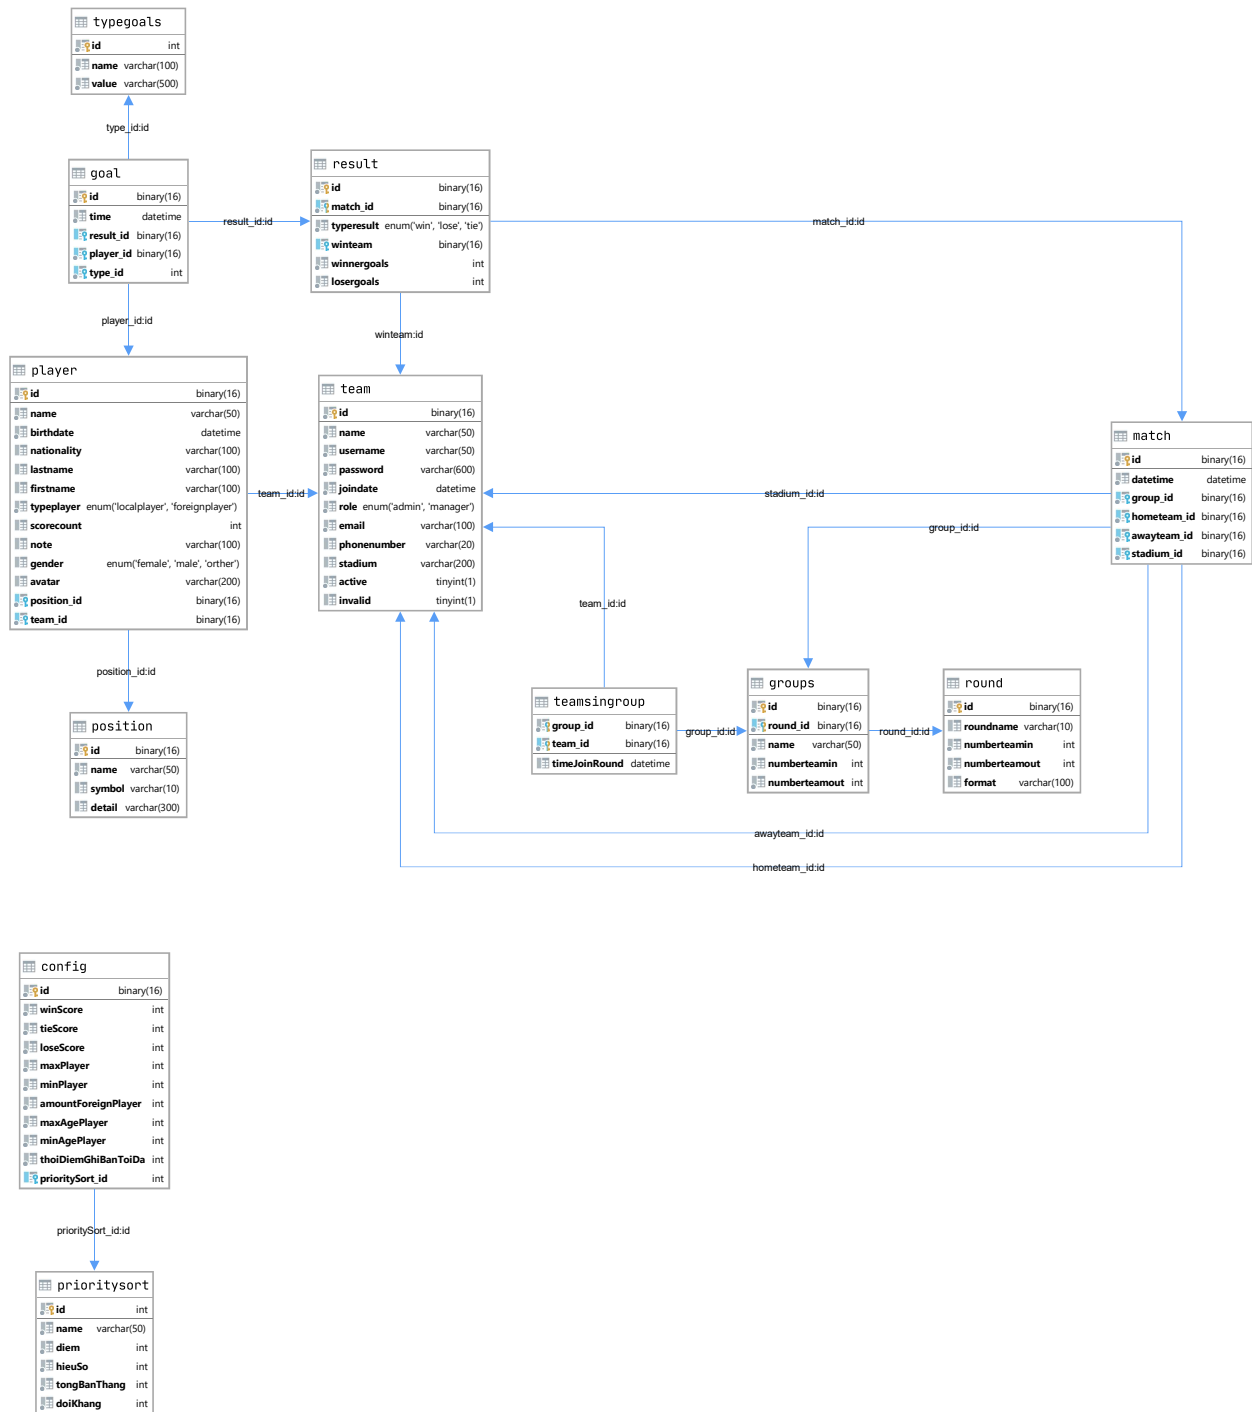 typegoals
id int
name varchar(100)
value varchar(500)
type_id:id
goal
id binary(16)
time datetime
result_id binary(16)
player_id binary(16)
type_id int
result_id:id
result
id binary(16)
match_id binary(16)
typeresult enum('win', 'lose', 'tie')
winteam binary(16)
winnergoals int
losergoals int
match_id:id
player_id:id
winteam:id
player
id binary(16)
name varchar(50)
birthdate datetime
nationality varchar(100)
lastname varchar(100)
firstname varchar(100)
typeplayer enum('localplayer', 'foreignplayer')
scorecount int
note varchar(100)
gender enum('female', 'male', 'orther')
avatar varchar(200)
position_id binary(16)
team_id binary(16)
team_id:id
team
id binary(16)
name varchar(50)
username varchar(50)
password varchar(600)
joindate datetime
role enum('admin', 'manager')
email varchar(100)
phonenumber varchar(20)
stadium varchar(200)
active tinyint(1)
invalid tinyint(1)
stadium_id:id
match
id binary(16)
datetime datetime
group_id binary(16)
hometeam_id binary(16)
awayteam_id binary(16)
stadium_id binary(16)
group_id:id
team_id:id
position_id:id
position
id binary(16)
name varchar(50)
symbol varchar(10)
detail varchar(300)
teamsingroup
group_id binary(16)
team_id binary(16)
timeJoinRound datetime
group_id:id
groups
id binary(16)
round_id binary(16)
name varchar(50)
numberteamin int
numberteamout int
round_id:id
round
id binary(16)
roundname varchar(10)
numberteamin int
numberteamout int
format varchar(100)
awayteam_id:id
hometeam_id:id
config
id binary(16)
winScore int
tieScore int
loseScore int
maxPlayer int
minPlayer int
amountForeignPlayer int
maxAgePlayer int
minAgePlayer int
thoiDiemGhiBanToiDa int
prioritySort_id int
prioritySort_id:id
prioritysort
id int
name varchar(50)
diem int
hieuSo int
tongBanThang int
doiKhang int